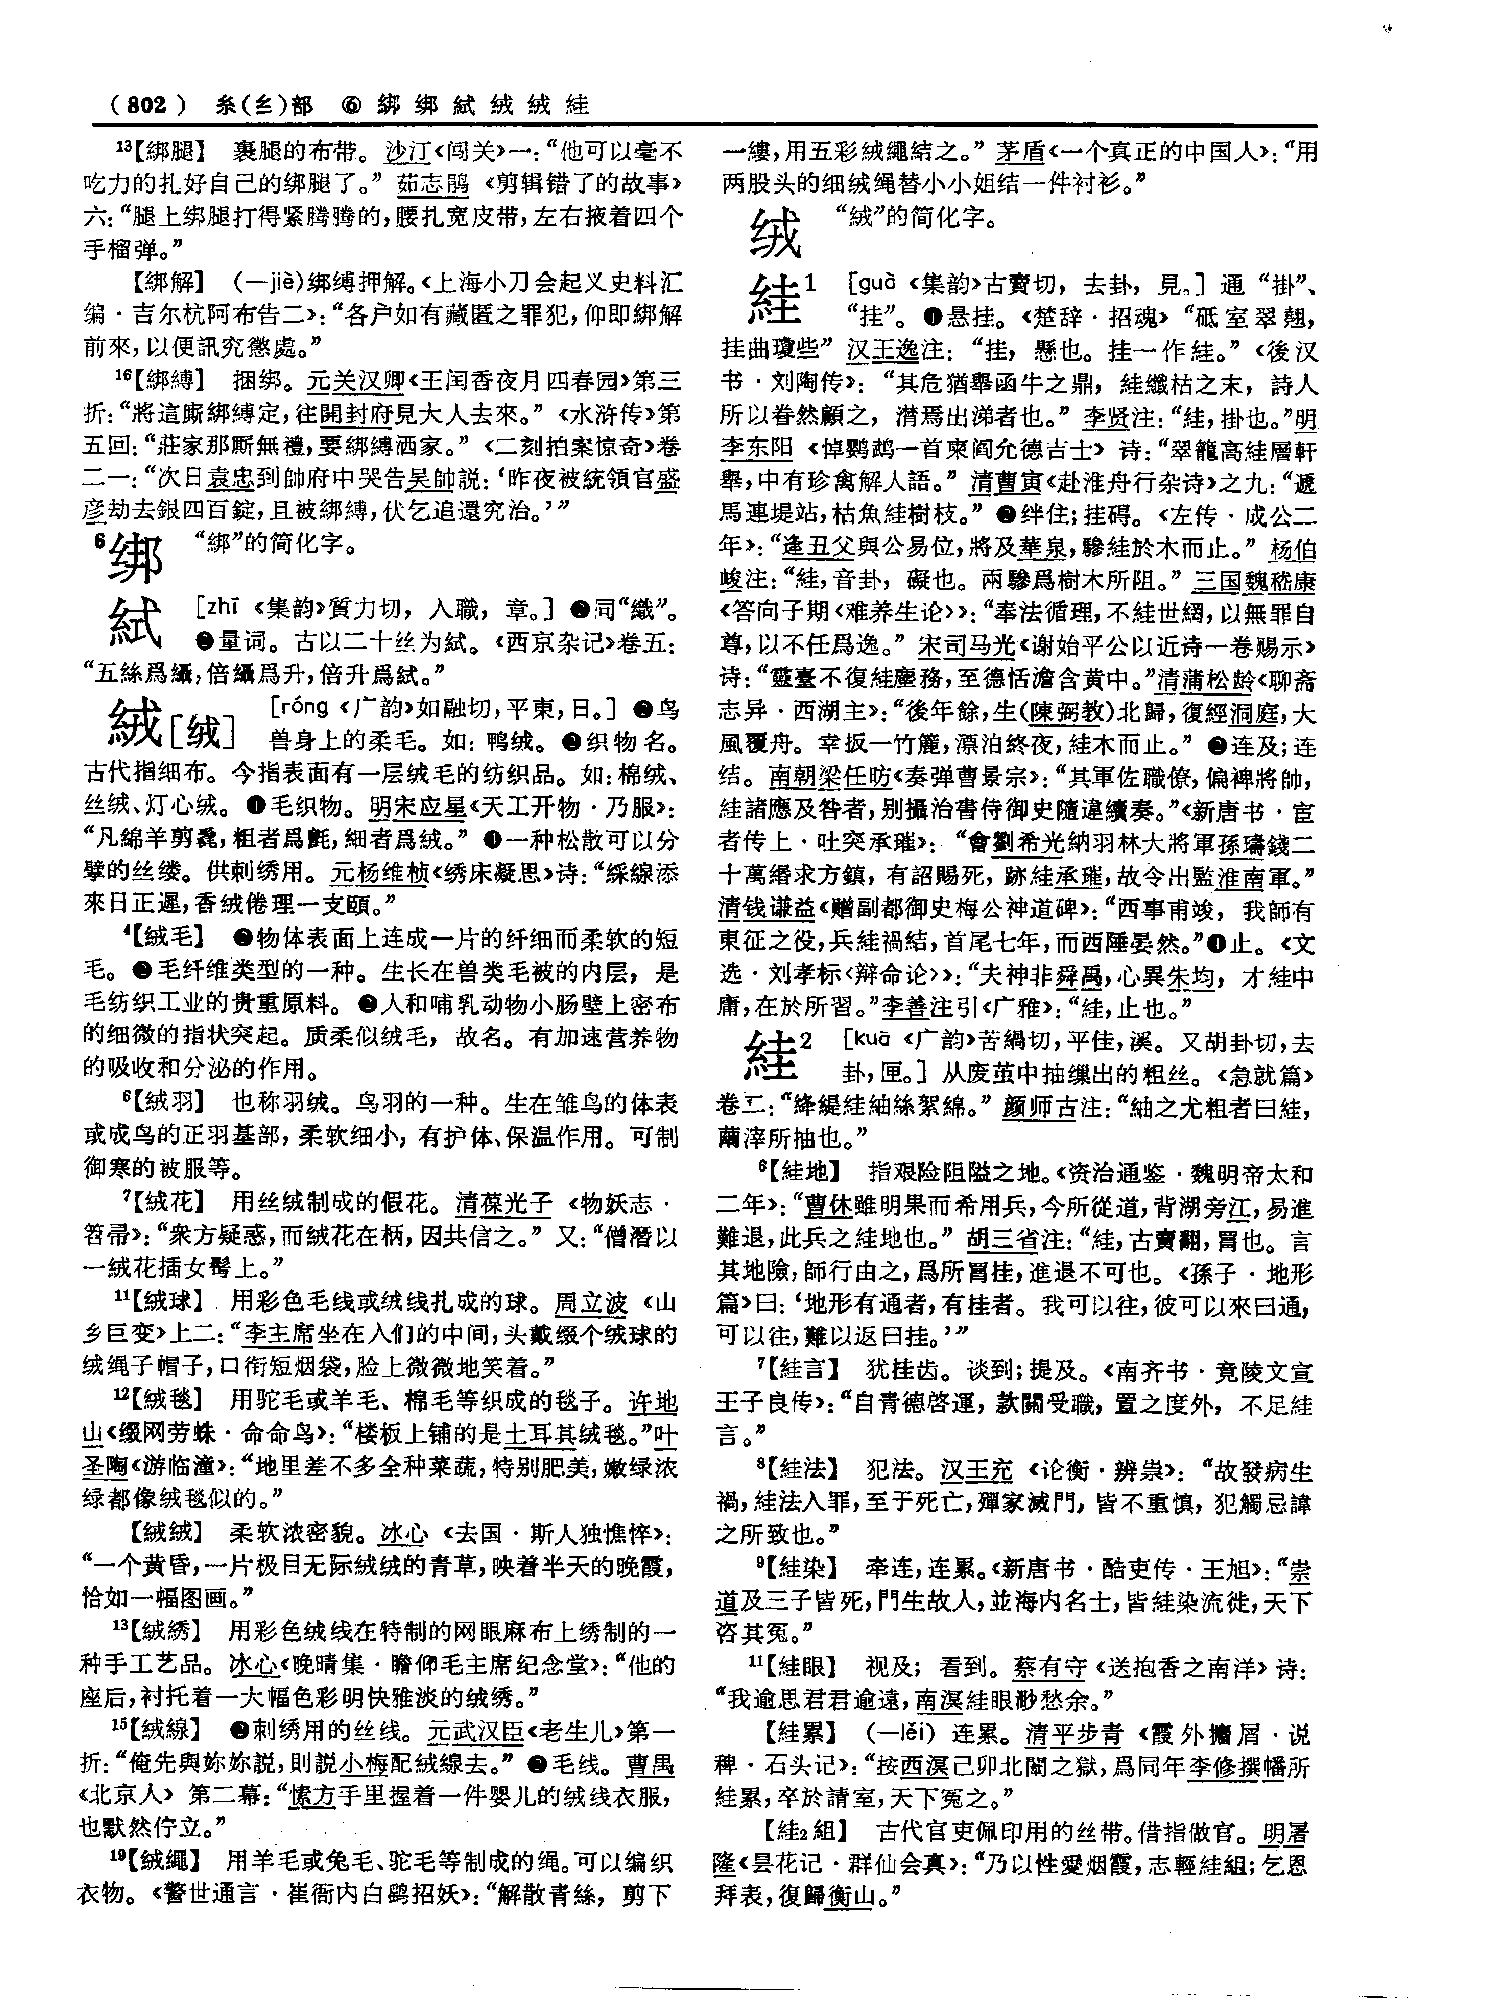 (802) 糸(纟)部 ⑥ 綁 绑 絥 絨 绒 絓
¹³【綁腿】 裹腿的布带。沙汀《闯关》一：“他可以毫不
吃力的扎好自己的绑腿了。”茹志鹃《剪辑错了的故事》
六：“腿上绑腿打得紧腾腾的，腰扎宽皮带，左右掖着四个
手榴弹。”
【綁解】 (—jiè)绑缚押解。《上海小刀会起义史料汇
编·吉尔杭阿布告二》：“各户如有藏匿之罪犯，仰即綁解
前來，以便訊究懲處。”
¹⁶【綁縛】 捆绑。元关汉卿《王闰香夜月四春园》第三
折：“將這廝綁縛定，往開封府見大人去來。”《水浒传》第
五回：“莊家那厮無禮，要綁縛洒家。”《二刻拍案惊奇》卷
二一：“次日袁忠到帥府中哭告吴帥説：‘昨夜被統領官盛
彦劫去銀四百錠，且被綁縛，伏乞追還究治。’”
⁶绑 “綁”的简化字。
[zhī《集韵》質力切，入職，章。]❶同“織”。
❷量词。古以二十丝为紌。《西京杂记》卷五：
“五絲爲䌰，倍䌰爲升，倍升爲紌。”
絨[绒] [róng《广韵》如融切，平東，日。]❶鸟
兽身上的柔毛。如：鸭绒。❷织物名。
古代指细布。今指表面有一层绒毛的纺织品。如：棉绒、
丝绒、灯心绒。❸毛织物。明宋应星《天工开物·乃服》：
“凡綿羊剪毳，粗者爲氈，細者爲絨。”❹一种松散可以分
擘的丝缕。供刺绣用。元杨维桢《绣床凝思》诗：“綵線添
來日正遲，香絨倦理一支頤。”
⁴【絨毛】 ❶物体表面上连成一片的纤细而柔软的短
毛。❷毛纤维类型的一种。生长在兽类毛被的内层，是
毛纺织工业的贵重原料。❸人和哺乳动物小肠壁上密布
的细微的指状突起。质柔似绒毛，故名。有加速营养物
的吸收和分泌的作用。
⁶【絨羽】 也称羽绒。鸟羽的一种。生在雏鸟的体表
或成鸟的正羽基部，柔软细小，有护体、保温作用。可制
御寒的被服等。
⁷【絨花】 用丝绒制成的假花。清葆光子《物妖志·
笤帚》：“衆方疑惑，而絨花在柄，因共信之。”又：“僧潛以
一絨花插女髩上。”
¹¹【絨球】 用彩色毛线或绒线扎成的球。周立波《山
乡巨变》上二：“李主席坐在人们的中间，头戴缀个绒球的
绒绳子帽子，口衔短烟袋，脸上微微地笑着。”
¹²【絨毯】 用驼毛或羊毛、棉毛等织成的毯子。许地
山《缀网劳蛛·命命鸟》：“楼板上铺的是土耳其绒毯。”叶
圣陶《游临潼》：“地里差不多全种菜蔬，特别肥美，嫩绿浓
绿都像绒毯似的。”
【絨絨】 柔软浓密貌。冰心《去国·斯人独憔悴》：
“一个黄昏，一片极目无际絨絨的青草，映着半天的晚霞，
恰如一幅图画。”
¹³【絨綉】 用彩色绒线在特制的网眼麻布上绣制的一
种手工艺品。冰心《晚晴集·瞻仰毛主席纪念堂》：“他的
座后，衬托着一大幅色彩明快雅淡的绒绣。”
¹⁵【絨線】 ❶刺绣用的丝线。元武汉臣《老生儿》第一
折：“俺先與妳妳説，則説小梅配絨線去。”❷毛线。曹禺
《北京人》第二幕：“愫方手里握着一件婴儿的绒线衣服，
也默然伫立。”
¹⁹【絨繩】 用羊毛或兔毛、驼毛等制成的绳。可以编织
衣物。《警世通言·崔衙内白鹞招妖》：“解散青絲，剪下
一縷，用五彩絨繩結之。”茅盾《一个真正的中国人》：“用
两股头的细绒绳替小小姐结一件衬衫。”
绒 “絨”的简化字。
絓¹ [guà《集韵》古賣切，去卦，見。]通“掛”、
“挂”。❶悬挂。《楚辞·招魂》“砥室翠翹，
挂曲瓊些”汉王逸注：“挂，懸也。挂一作絓。”《後汉
书·刘陶传》：“其危猶舉函牛之鼎，絓纖枯之末，詩人
所以眷然顧之，潸焉出涕者也。”李贤注：“絓，掛也。”明
李东阳《悼鹦鹉一首柬阎允德吉士》诗：“翠籠高絓層軒
舉，中有珍禽解人語。”清曹寅《赴淮舟行杂诗》之九：“遞
馬連堤站，枯魚絓樹枝。”❷绊住；挂碍。《左传·成公二
年》：“逢丑父與公易位，將及華泉，驂絓於木而止。”杨伯
峻注：“絓，音卦，礙也。兩驂爲樹木所阻。”三国魏嵇康
《答向子期〈难养生论〉》：“奉法循理，不絓世網，以無罪自
尊，以不任爲逸。”宋司马光《谢始平公以近诗一卷赐示》
诗：“靈臺不復絓塵務，至德恬澹含黄中。”清蒲松龄《聊斋
志异·西湖主》：“後年餘，生(陳弼教)北歸，復經洞庭，大
風覆舟。幸扳一竹簏，漂泊終夜，絓木而止。”❸连及；连
结。南朝梁任昉《奏弹曹景宗》：“其軍佐職僚，偏裨將帥，
絓諸應及咎者，别攝治書侍御史隨違續奏。”《新唐书·宦
者传上·吐突承璀》：“會劉希光納羽林大將軍孫璹錢二
十萬緡求方鎮，有詔賜死，跡絓承璀，故令出監淮南軍。”
清钱谦益《赠副都御史梅公神道碑》：“西事甫竣，我師有
東征之役，兵絓禍結，首尾七年，而西陲晏然。”❹止。《文
选·刘孝标〈辩命论〉》：“夫神非舜禹，心異朱均，才絓中
庸，在於所習。”李善注引《广雅》：“絓，止也。”
絓² [kuā《广韵》苦緺切，平佳，溪。又胡卦切，去
卦，匣。]从废茧中抽缫出的粗丝。《急就篇》
卷二：“絳緹絓紬絲絮綿。”颜师古注：“紬之尤粗者曰絓，
繭滓所抽也。”
⁶【絓地】 指艰险阻隘之地。《资治通鉴·魏明帝太和
二年》：“曹休雖明果而希用兵，今所從道，背湖旁江，易進
難退，此兵之絓地也。”胡三省注：“絓，古賣翻，罥也。言
其地險，師行由之，爲所罥挂，進退不可也。《孫子·地形
篇》曰：‘地形有通者，有挂者。我可以往，彼可以來曰通，
可以往，難以返曰挂。’”
⁷【絓言】 犹挂齿。谈到；提及。《南齐书·竟陵文宣
王子良传》：“自青德啓運，款關受職，置之度外，不足絓
言。”
⁸【絓法】 犯法。汉王充《论衡·辨祟》：“故發病生
禍，絓法入罪，至于死亡，殫家滅門，皆不重慎，犯觸忌諱
之所致也。”
⁹【絓染】 牵连，连累。《新唐书·酷吏传·王旭》：“崇
道及三子皆死，門生故人，並海内名士，皆絓染流徙，天下
咨其冤。”
¹¹【絓眼】 视及；看到。蔡有守《送抱香之南洋》诗：
“我逾思君君逾遠，南溟絓眼渺愁余。”
【絓累】 (—lěi)连累。清平步青《霞外攟屑·说
稗·石头记》：“按西溟己卯北闈之獄，爲同年李修撰蟠所
絓累，卒於請室，天下冤之。”
【絓₂組】 古代官吏佩印用的丝带。借指做官。明屠
隆《昙花记·群仙会真》：“乃以性愛烟霞，志輕絓組；乞恩
拜表，復歸衡山。”